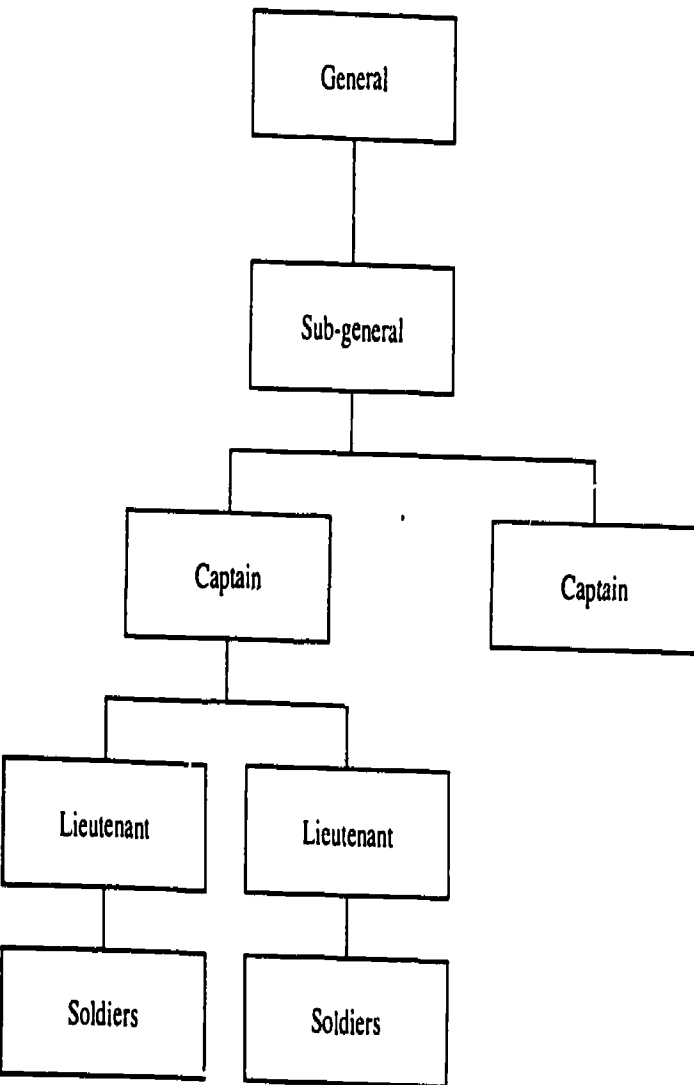 General
Sub-general
Captain
Captain
Lieutenant
Lieutenant
Soldiers
Soldiers